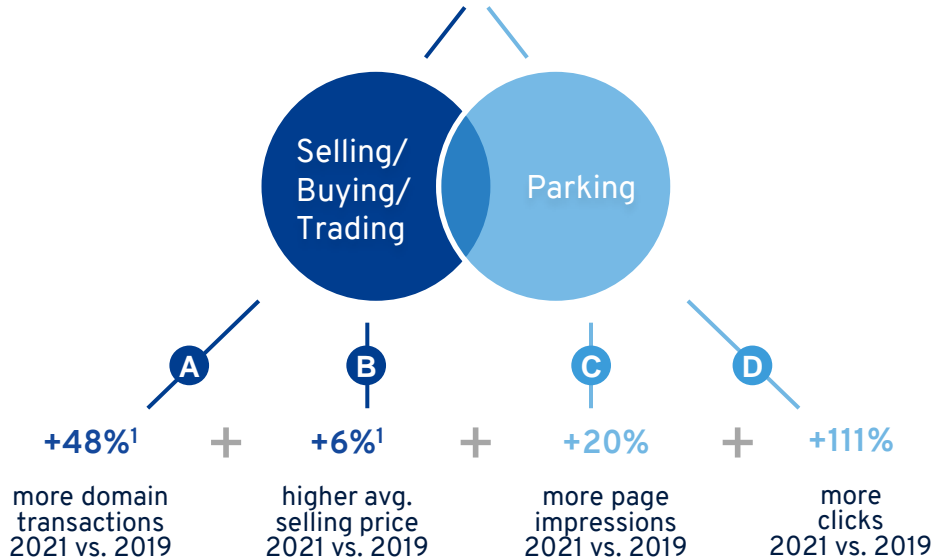 Selling/
Buying/
Trading
Parking
A
B
C
D
+48%¹
+
+6%¹
+
+20%
+
+111%
more domain
transactions
2021 vs. 2019
higher avg.
selling price
2021 vs. 2019
more page
impressions
2021 vs. 2019
more
clicks
2021 vs. 2019